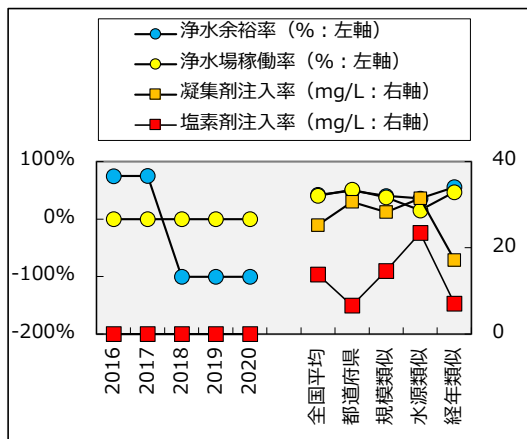 浄水余裕率（%：左軸）
浄水場稼働率（%：左軸）
凝集剤注入率（mg/L：右軸）
塩素剤注入率（mg/L：右軸）
100%
0%
-100%
-200%
40
20
0
2016
2017
2018
2019
2020
全国平均
都道府県
規模類似
水源類似
経年類似